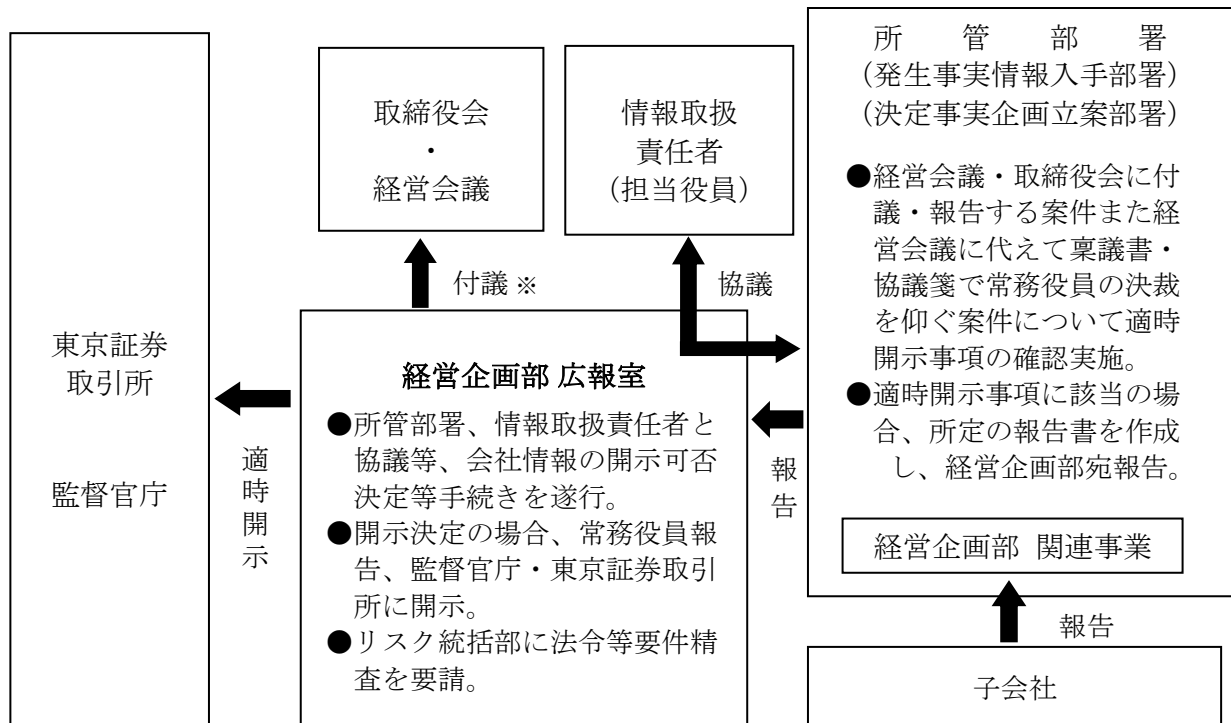 東京証券
取引所
監督官庁
適時開示
取締役会
・
経営会議
付議 ※
情報取扱
責任者
(担当役員)
協議
経営企画部 広報室
●所管部署、情報取扱責任者と
協議等、会社情報の開示可否
決定等手続きを遂行。
●開示決定の場合、常務役員報
告、監督官庁・東京証券取引
所に開示。
●リスク統括部に法令等要件精
査を要請。
報告
所管部署
(発生事実情報入手部署)
(決定事実企画立案部署)
●経営会議・取締役会に付
議・報告する案件また経
営会議に代えて稟議書・
協議箋で常務役員の決裁
を仰ぐ案件について適時
開示事項の確認実施。
●適時開示事項に該当の場
合、所定の報告書を作成
し、経営企画部宛報告。
経営企画部 関連事業
報告
子会社